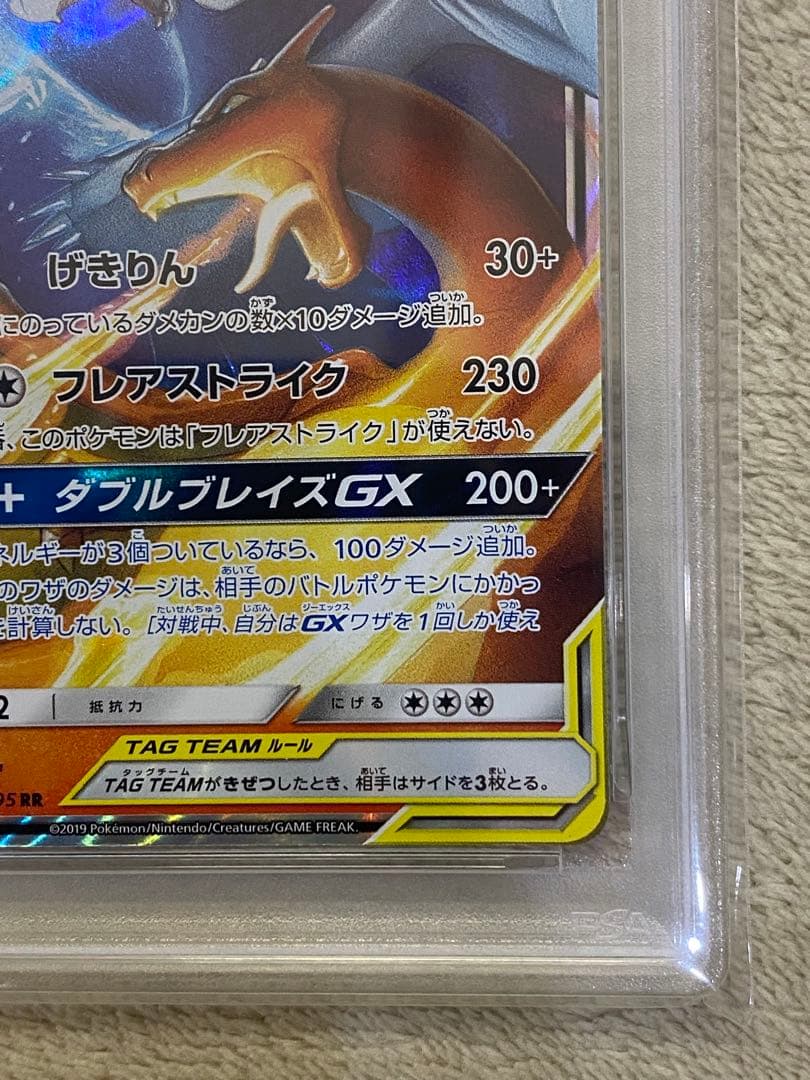 げきりん 30+
にのっているダメカンの数×10ダメージ追加。
フレアストライク 230
番、このポケモンは「フレアストライク」が使えない。
+ ダブルブレイズGX 200+
ネルギーが3個ついているなら、100ダメージ追加。
のワザのダメージは、相手のバトルポケモンにかかっ
を計算しない。[対戦中、自分はGXワザを1回しか使え
2 抵抗力 にげる
TAG TEAM ルール
TAG TEAMがきぜつしたとき、相手はサイドを3枚とる。
95 RR
©2019 Pokémon/Nintendo/Creatures/GAME FREAK.
PSA